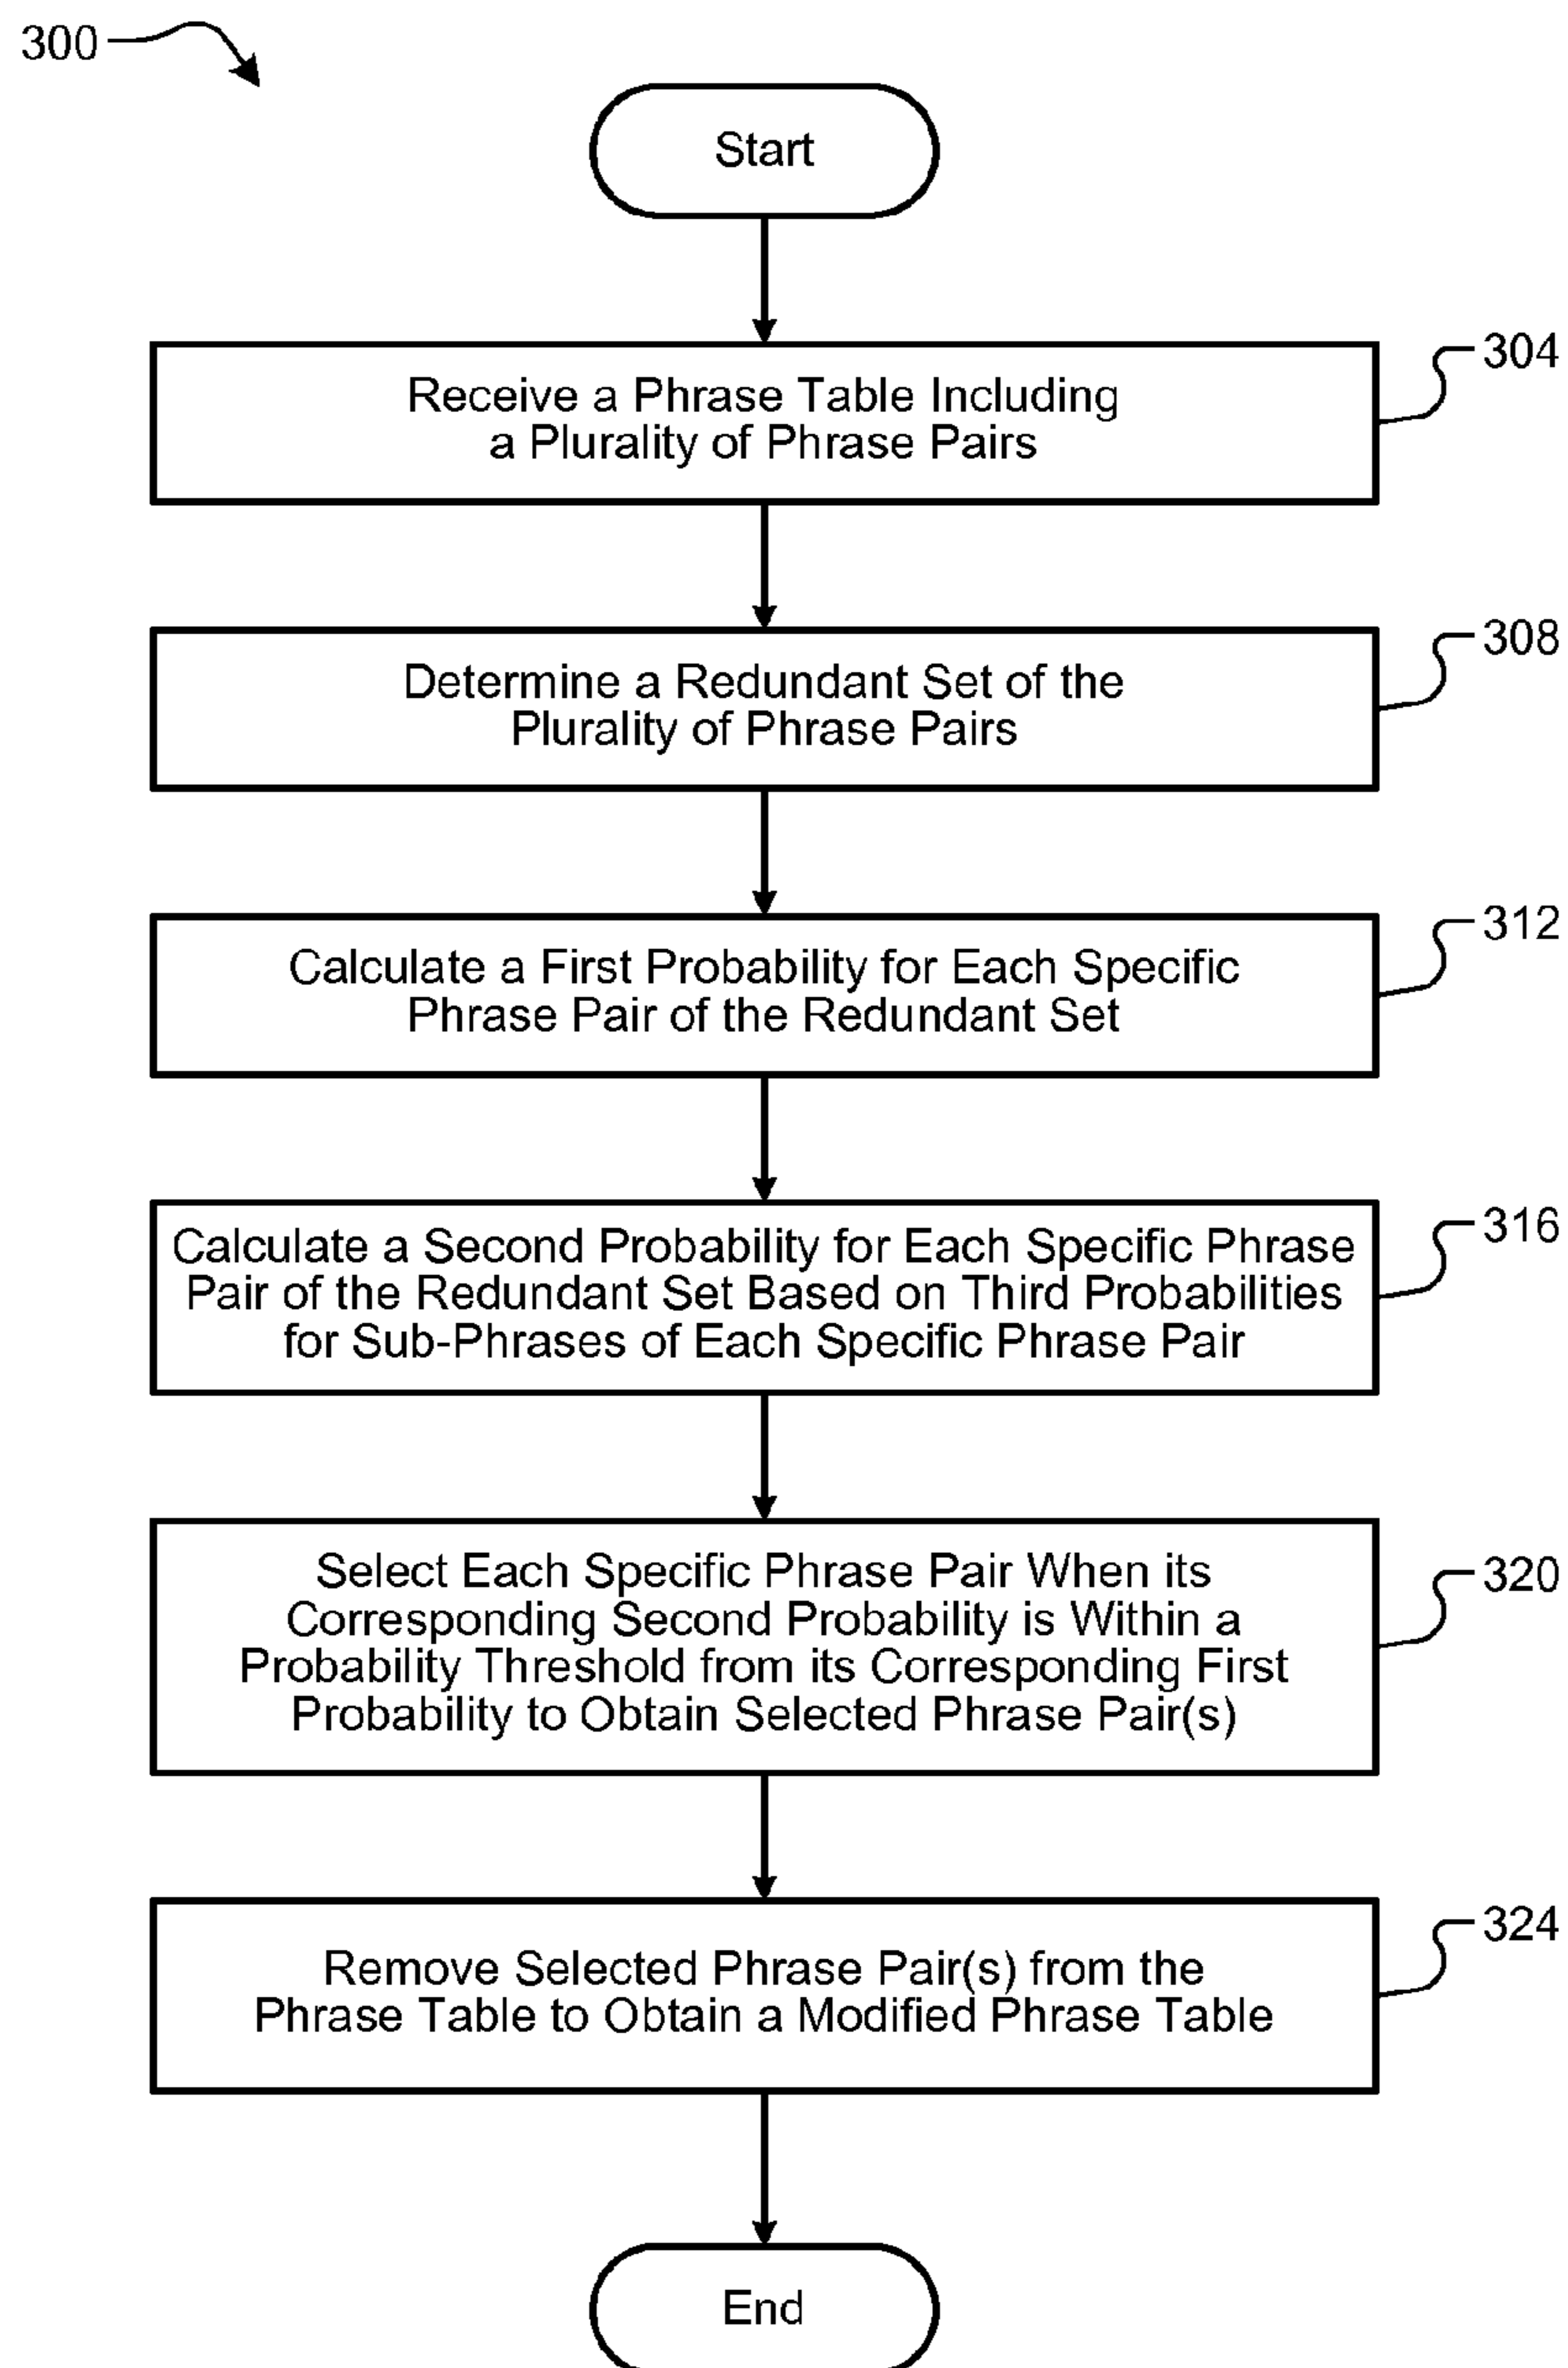 300
Start
304
Receive a Phrase Table Including
a Plurality of Phrase Pairs
308
Determine a Redundant Set of the
Plurality of Phrase Pairs
312
Calculate a First Probability for Each Specific
Phrase Pair of the Redundant Set
316
Calculate a Second Probability for Each Specific Phrase
Pair of the Redundant Set Based on Third Probabilities
for Sub-Phrases of Each Specific Phrase Pair
320
Select Each Specific Phrase Pair When its
Corresponding Second Probability is Within a
Probability Threshold from its Corresponding First
Probability to Obtain Selected Phrase Pair(s)
324
Remove Selected Phrase Pair(s) from the
Phrase Table to Obtain a Modified Phrase Table
End